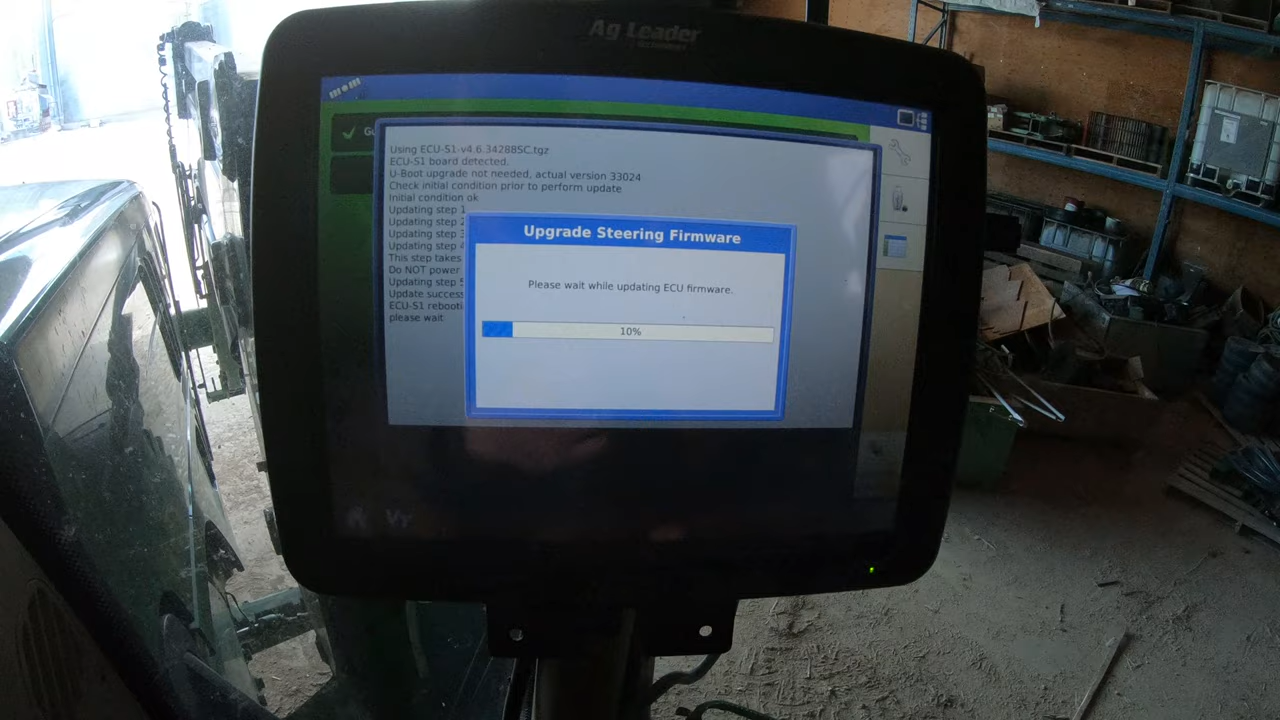 Ag Leader
Using ECU-S1-v4.6.34288SC.tgz
ECU-S1 board detected.
U-Boot upgrade not needed, actual version 33024
Check initial condition prior to perform update
Initial condition ok
Updating step 1
Updating step
Updating step 3
Updating step 4
This step takes
Do NOT power
Updating step 5
Update success
ECU-S1 rebooti
please wait
Upgrade Steering Firmware
Please wait while updating ECU firmware.
10%